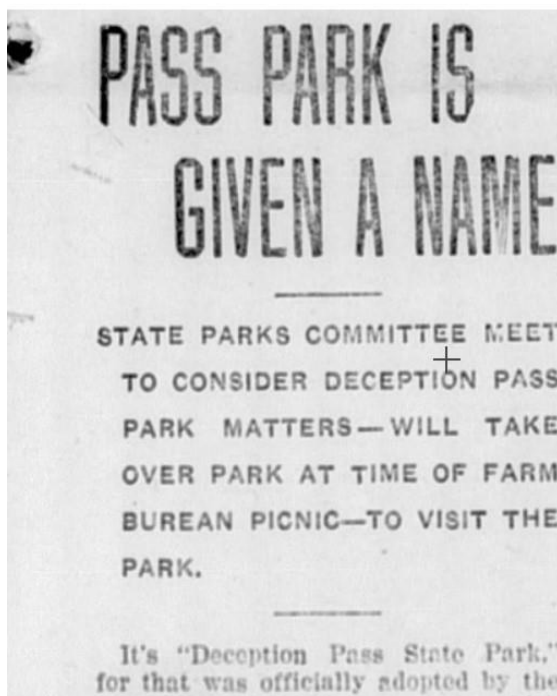 PASS PARK IS
GIVEN A NAME
STATE PARKS COMMITTEE MEET
TO CONSIDER DECEPTION PASS
PARK MATTERS—WILL TAKE
OVER PARK AT TIME OF FARM
BUREAN PICNIC—TO VISIT THE
PARK.
It's "Deception Pass State Park,"
for that was officially adopted by the